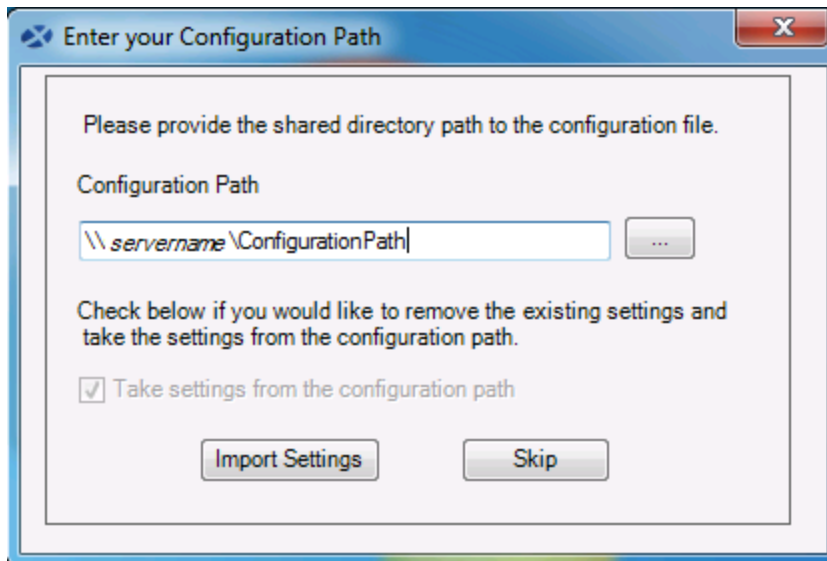 Enter your Configuration Path
Please provide the shared directory path to the configuration file.
Configuration Path
\\ servername \ConfigurationPath
...
Check below if you would like to remove the existing settings and
take the settings from the configuration path.
Take settings from the configuration path
Import Settings
Skip